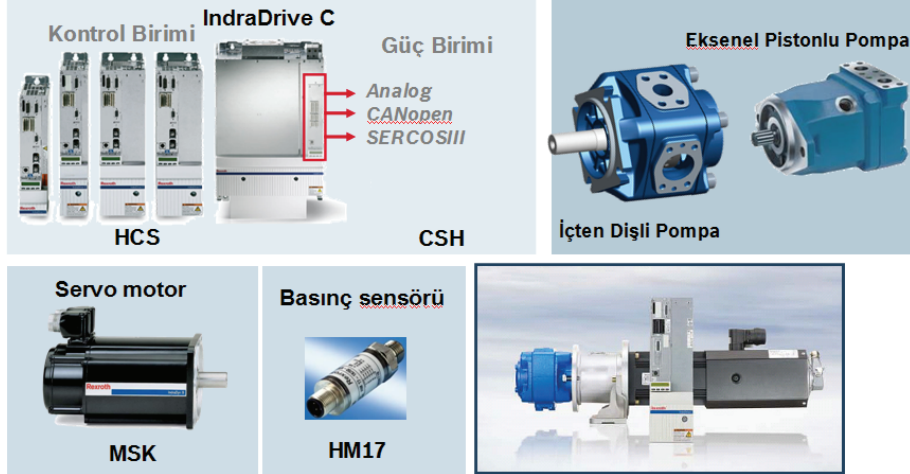 IndraDrive C
Kontrol Birimi
Güç Birimi
Analog
CANopen
SERCOSIII
HCS
CSH
Eksenel Pistonlu Pompa
İçten Dişli Pompa
Servo motor
Rexroth
MSK
Basınç sensörü
HM17